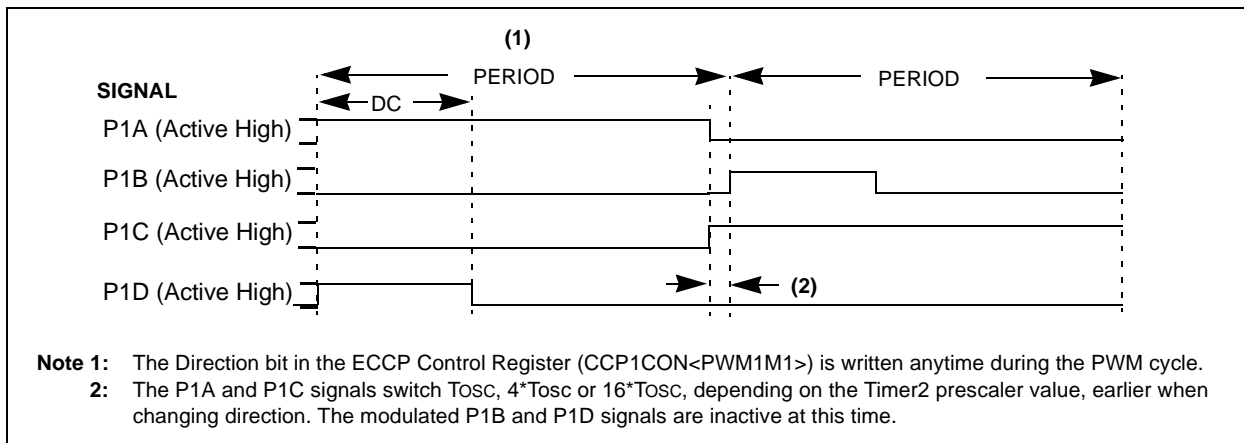 (1)
PERIOD
PERIOD
SIGNAL
DC
P1A (Active High)
P1B (Active High)
P1C (Active High)
P1D (Active High)
(2)
Note 1: The Direction bit in the ECCP Control Register (CCP1CON<PWM1M1>) is written anytime during the PWM cycle.
2: The P1A and P1C signals switch TOSC, 4*Tosc or 16*TOSC, depending on the Timer2 prescaler value, earlier when
changing direction. The modulated P1B and P1D signals are inactive at this time.